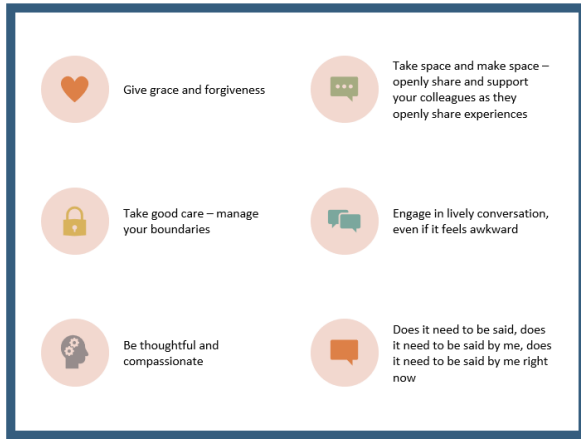 Give grace and forgiveness
Take space and make space –
openly share and support
your colleagues as they
openly share experiences
Take good care – manage
your boundaries
Engage in lively conversation,
even if it feels awkward
Be thoughtful and
compassionate
Does it need to be said, does
it need to be said by me, does
it need to be said by me right
now